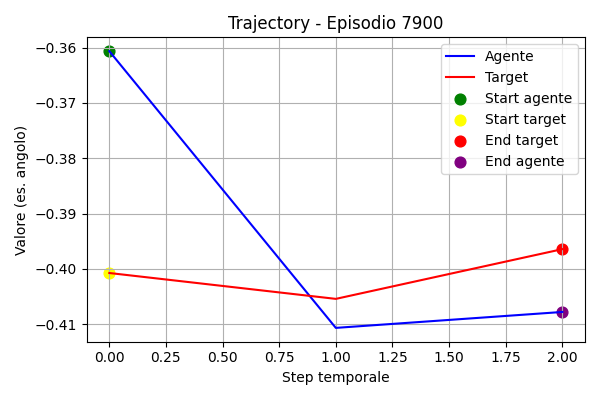 Trajectory - Episodio 7900
Agente
Target
Start agente
Start target
End target
End agente
Valore (es. angolo)
−0.36
−0.37
−0.38
−0.39
−0.40
−0.41
0.00 0.25 0.50 0.75 1.00 1.25 1.50 1.75 2.00
Step temporale